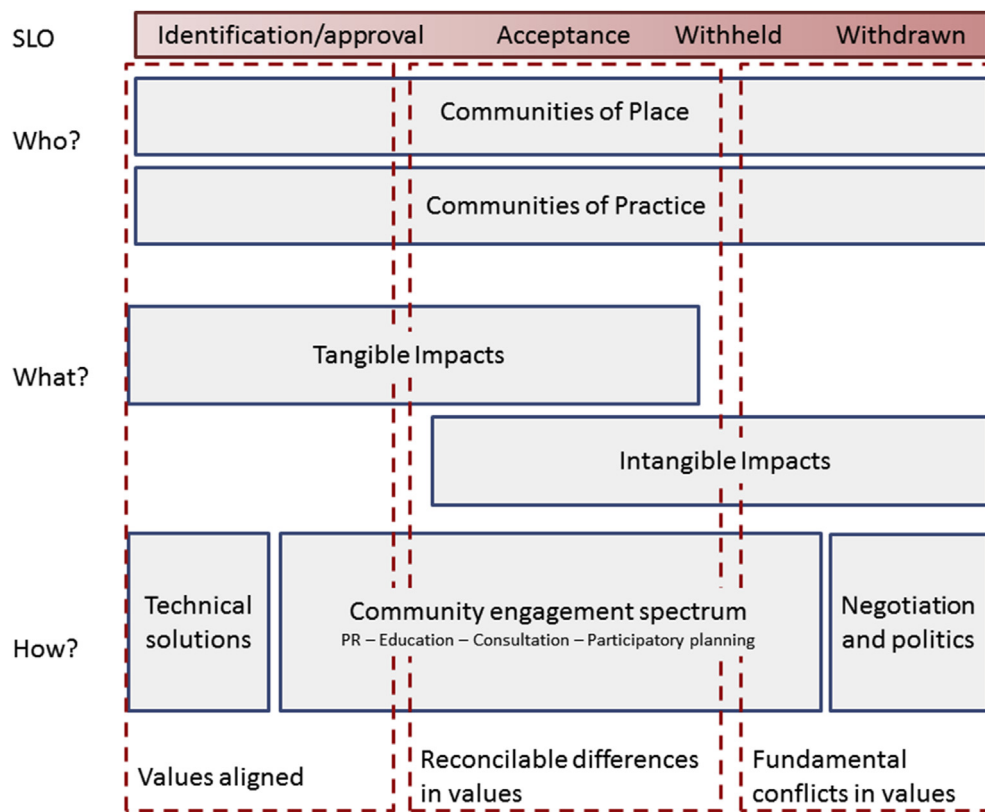 SLO Identification/approval Acceptance Withheld Withdrawn
Communities of Place
Who?
Communities of Practice
Tangible Impacts
What?
Intangible Impacts
Technical
solutions
Community engagement spectrum
PR – Education – Consultation – Participatory planning
Negotiation
and politics
How?
Values aligned
Reconcilable differences
in values
Fundamental
conflicts in values